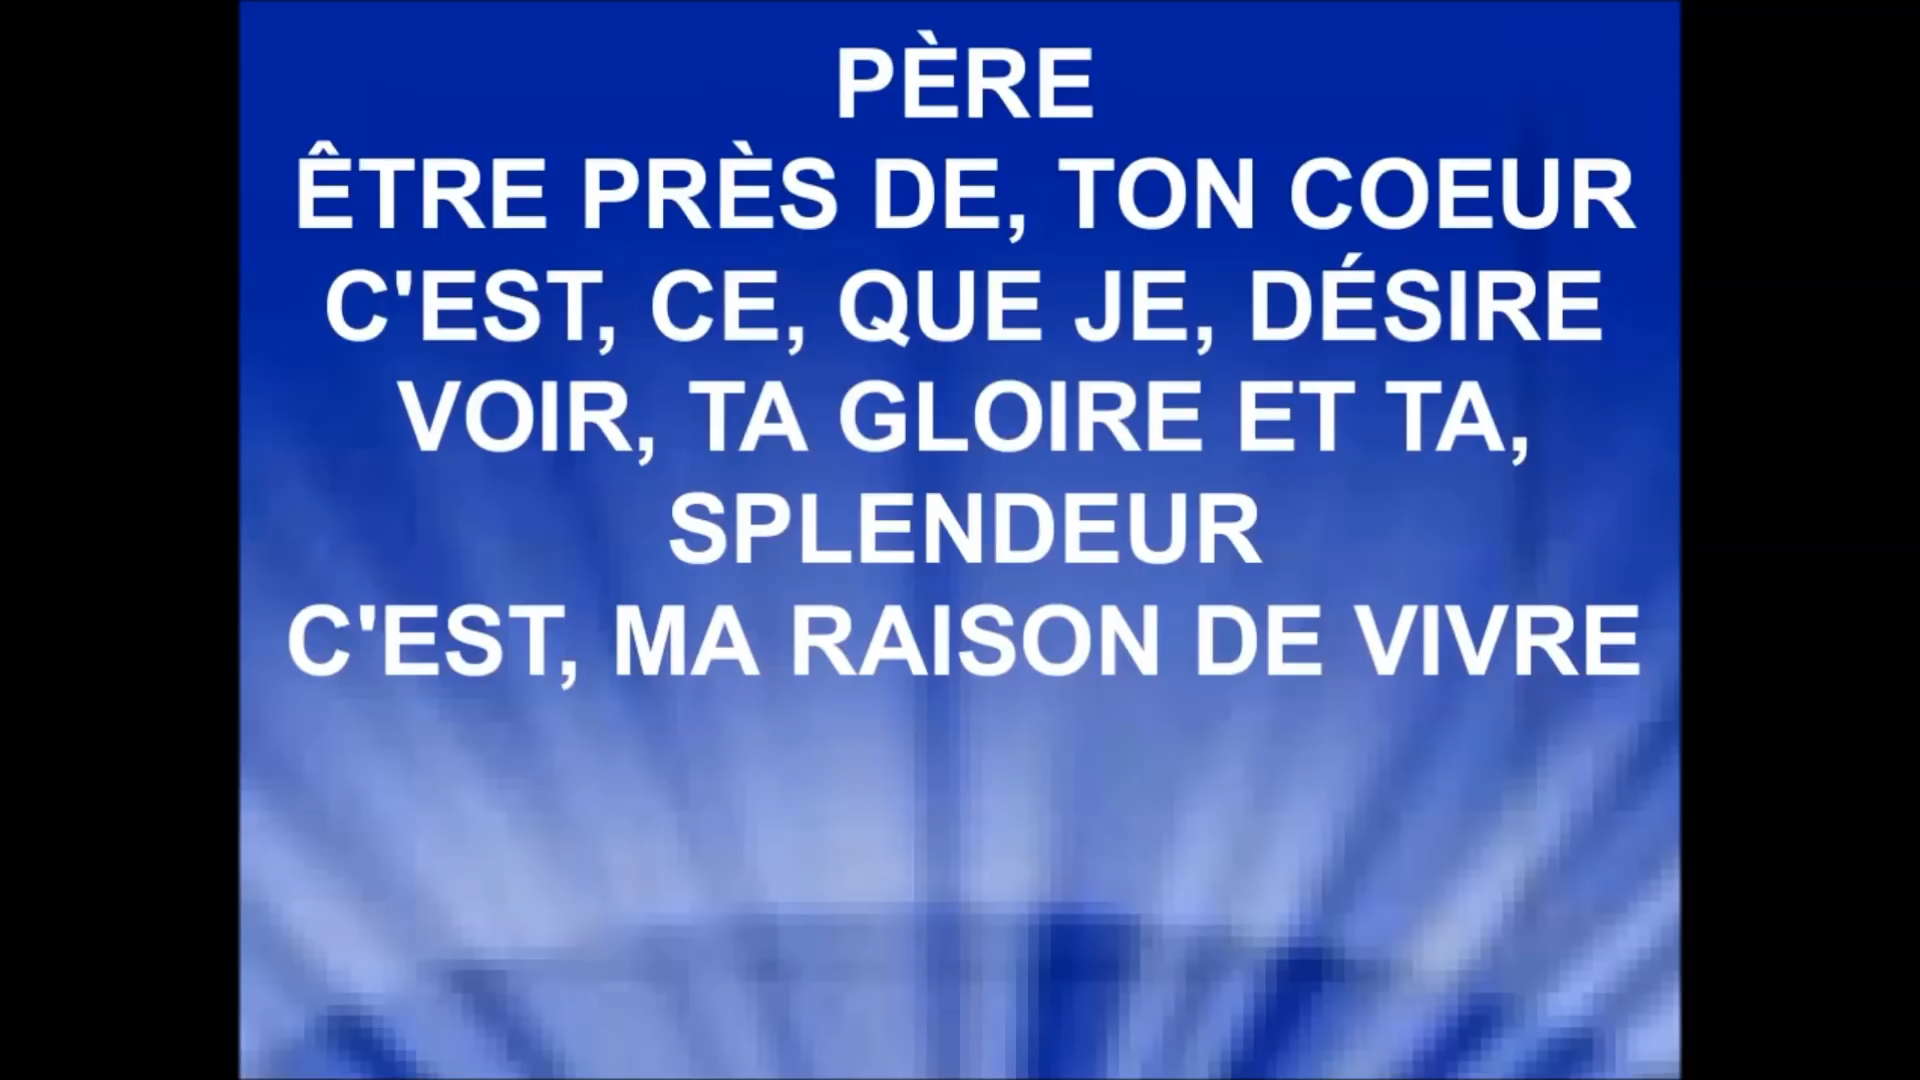 PÈRE
ÊTRE PRÈS DE, TON COEUR
C'EST, CE, QUE JE, DÉSIRE
VOIR, TA GLOIRE ET TA,
SPLENDEUR
C'EST, MA RAISON DE VIVRE